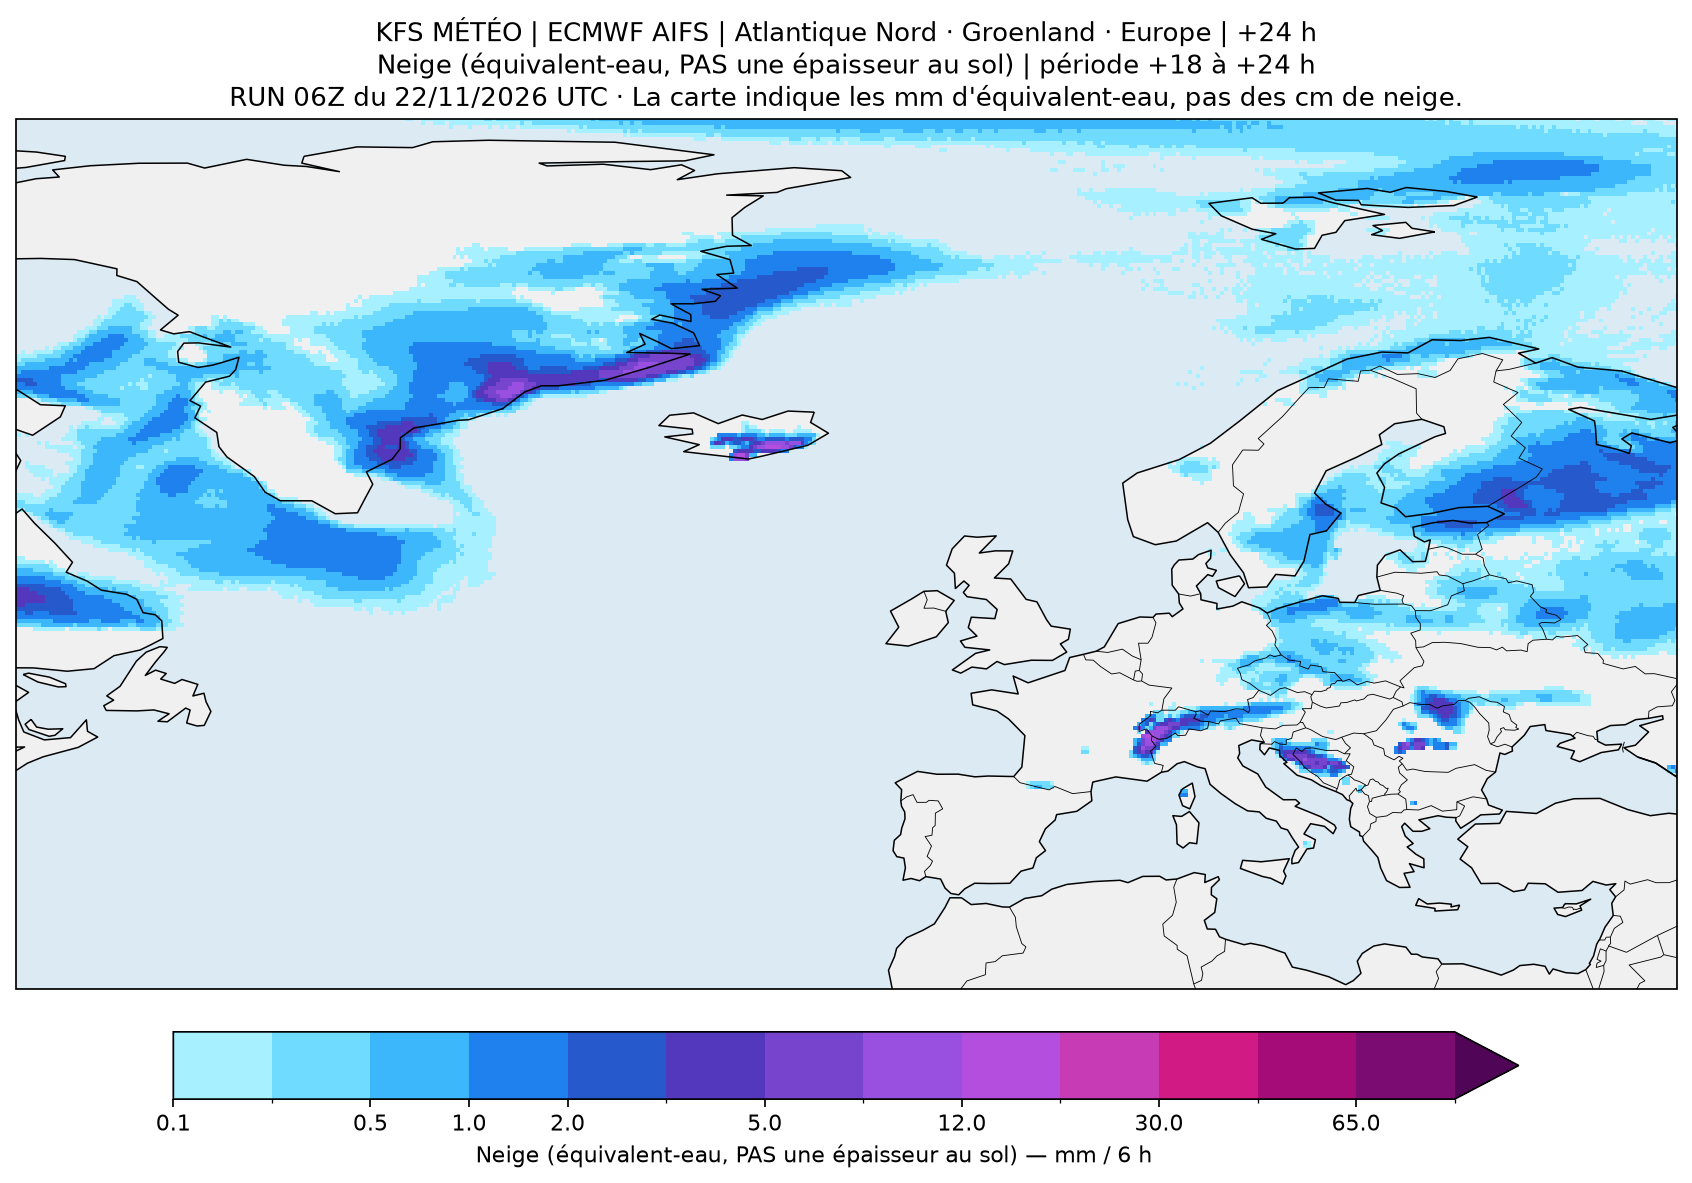 KFS MÉTÉO | ECMWF AIFS | Atlantique Nord · Groenland · Europe | +24 h
Neige (équivalent-eau, PAS une épaisseur au sol) | période +18 à +24 h
RUN 06Z du 22/11/2026 UTC · La carte indique les mm d'équivalent-eau, pas des cm de neige.
0.1 0.5 1.0 2.0 5.0 12.0 30.0 65.0
Neige (équivalent-eau, PAS une épaisseur au sol) — mm / 6 h